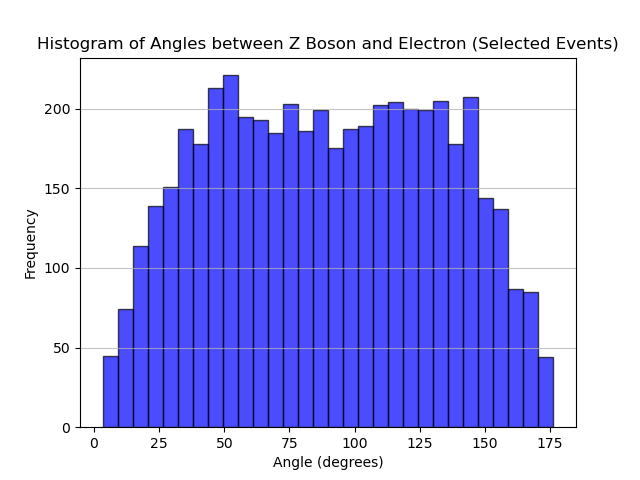 Histogram of Angles between Z Boson and Electron (Selected Events)
200
150
100
50
0
Frequency
0 25 50 75 100 125 150 175
Angle (degrees)